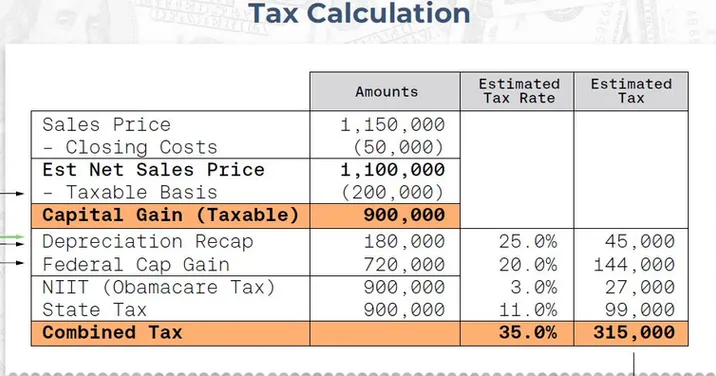 Tax Calculation
Amounts Estimated Tax Rate Estimated Tax
Sales Price 1,150,000
- Closing Costs (50,000)
Est Net Sales Price 1,100,000
- Taxable Basis (200,000)
Capital Gain (Taxable) 900,000
Depreciation Recap 180,000 25.0% 45,000
Federal Cap Gain 720,000 20.0% 144,000
NIIT (Obamacare Tax) 900,000 3.0% 27,000
State Tax 900,000 11.0% 99,000
Combined Tax 35.0% 315,000